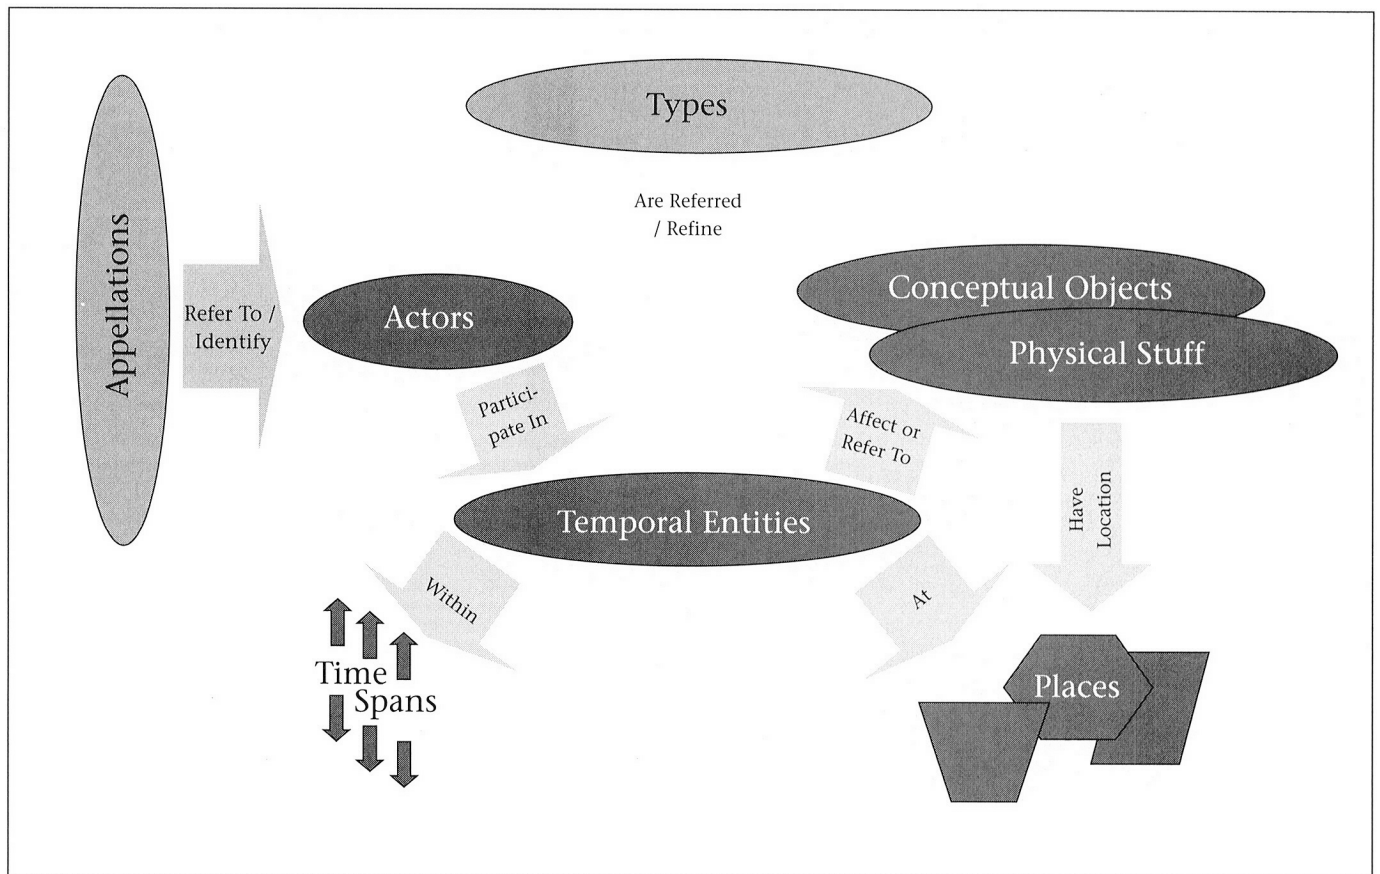 Types
Are Referred
/ Refine
Appellations
Refer To /
Identify
Actors
Conceptual Objects
Physical Stuff
Partici-
pate In
Affect or
Refer To
Have
Location
Temporal Entities
Within
At
Time
Spans
Places